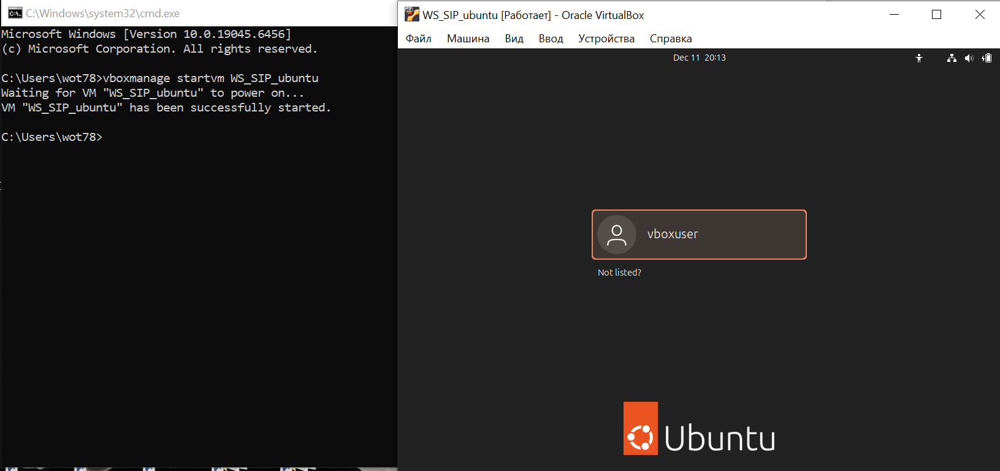 C:\Windows\system32\cmd.exe
Microsoft Windows [Version 10.0.19045.6456]
(c) Microsoft Corporation. All rights reserved.
C:\Users\wot78>vboxmanage startvm WS_SIP_ubuntu
Waiting for VM "WS_SIP_ubuntu" to power on...
VM "WS_SIP_ubuntu" has been successfully started.
C:\Users\wot78>
WS_SIP_ubuntu [Работает] - Oracle VirtualBox
Файл Машина Вид Ввод Устройства Справка
Dec 11 20:13
vboxuser
Not listed?
Ubuntu